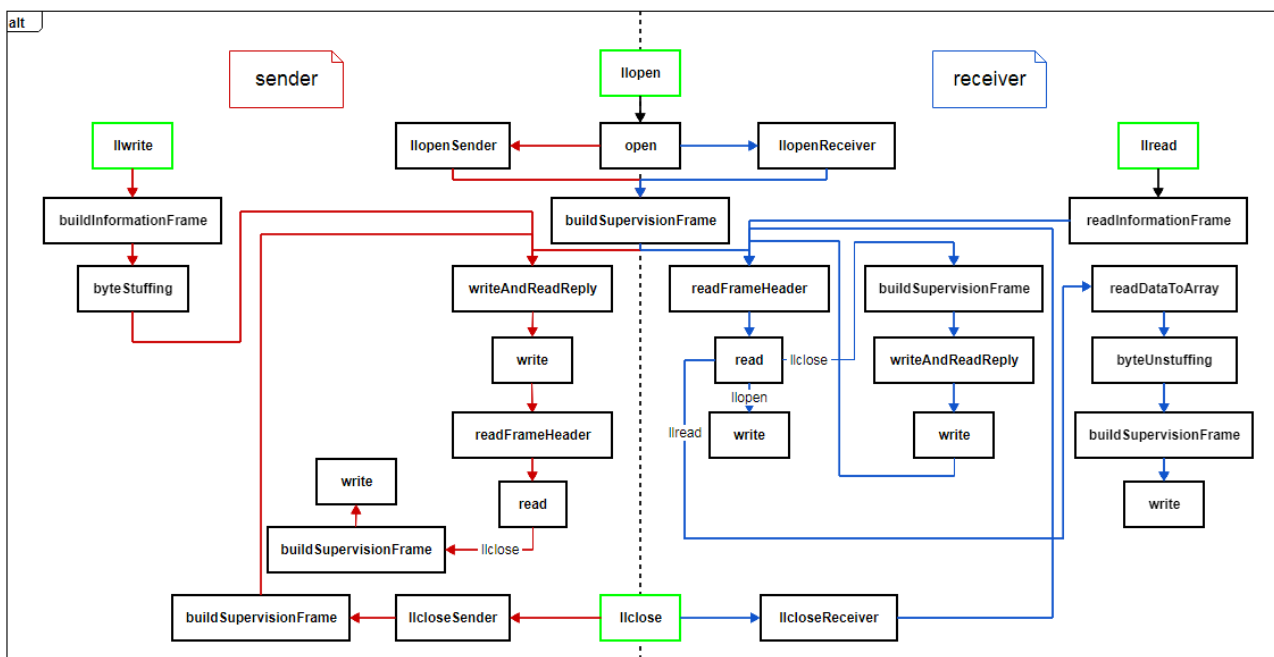 alt
sender
llopen
receiver
llwrite
llopenSender
open
llopenReceiver
llread
buildInformationFrame
buildSupervisionFrame
readInformationFrame
byteStuffing
writeAndReadReply
readFrameHeader
buildSupervisionFrame
readDataToArray
write
read
llclose
writeAndReadReply
byteUnstuffing
llopen
readFrameHeader
llread
write
write
buildSupervisionFrame
write
read
write
buildSupervisionFrame
llclose
buildSupervisionFrame
llcloseSender
llclose
llcloseReceiver